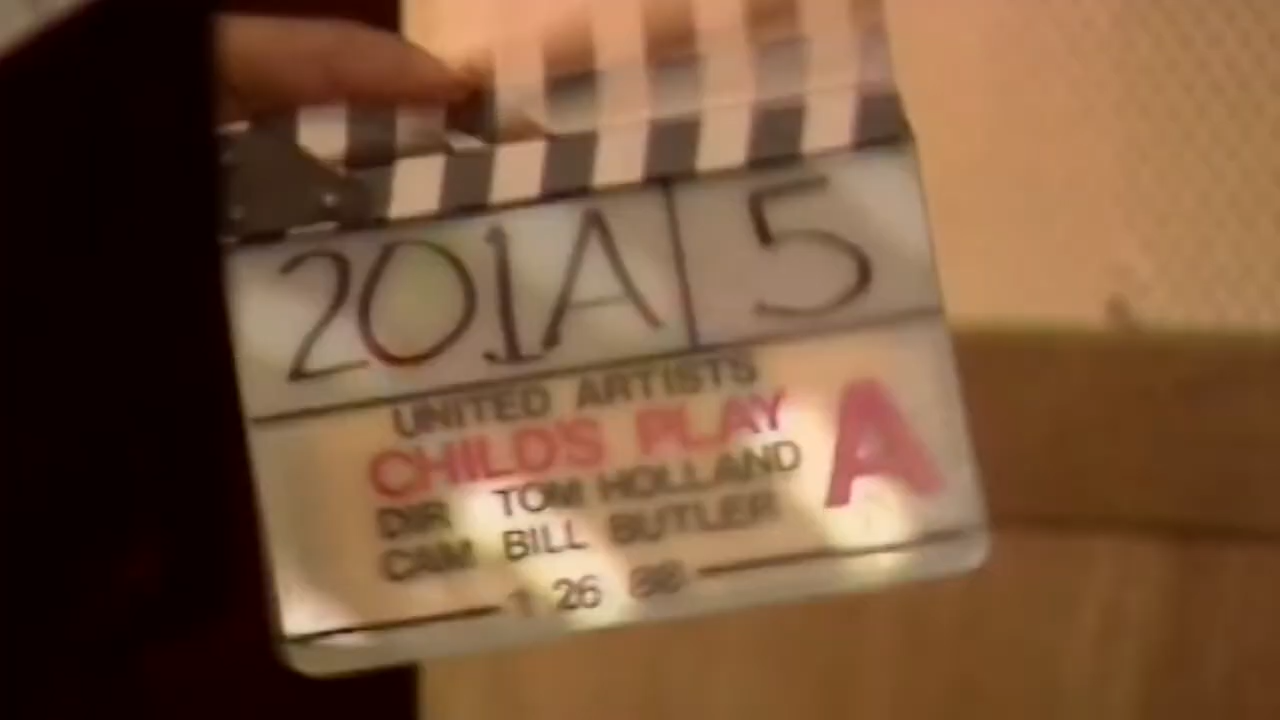 201A 5
UNITED ARTISTS
CHILD'S PLAY
A
DIR TOM HOLLAND
CAM BILL BUTLER
1 26 88